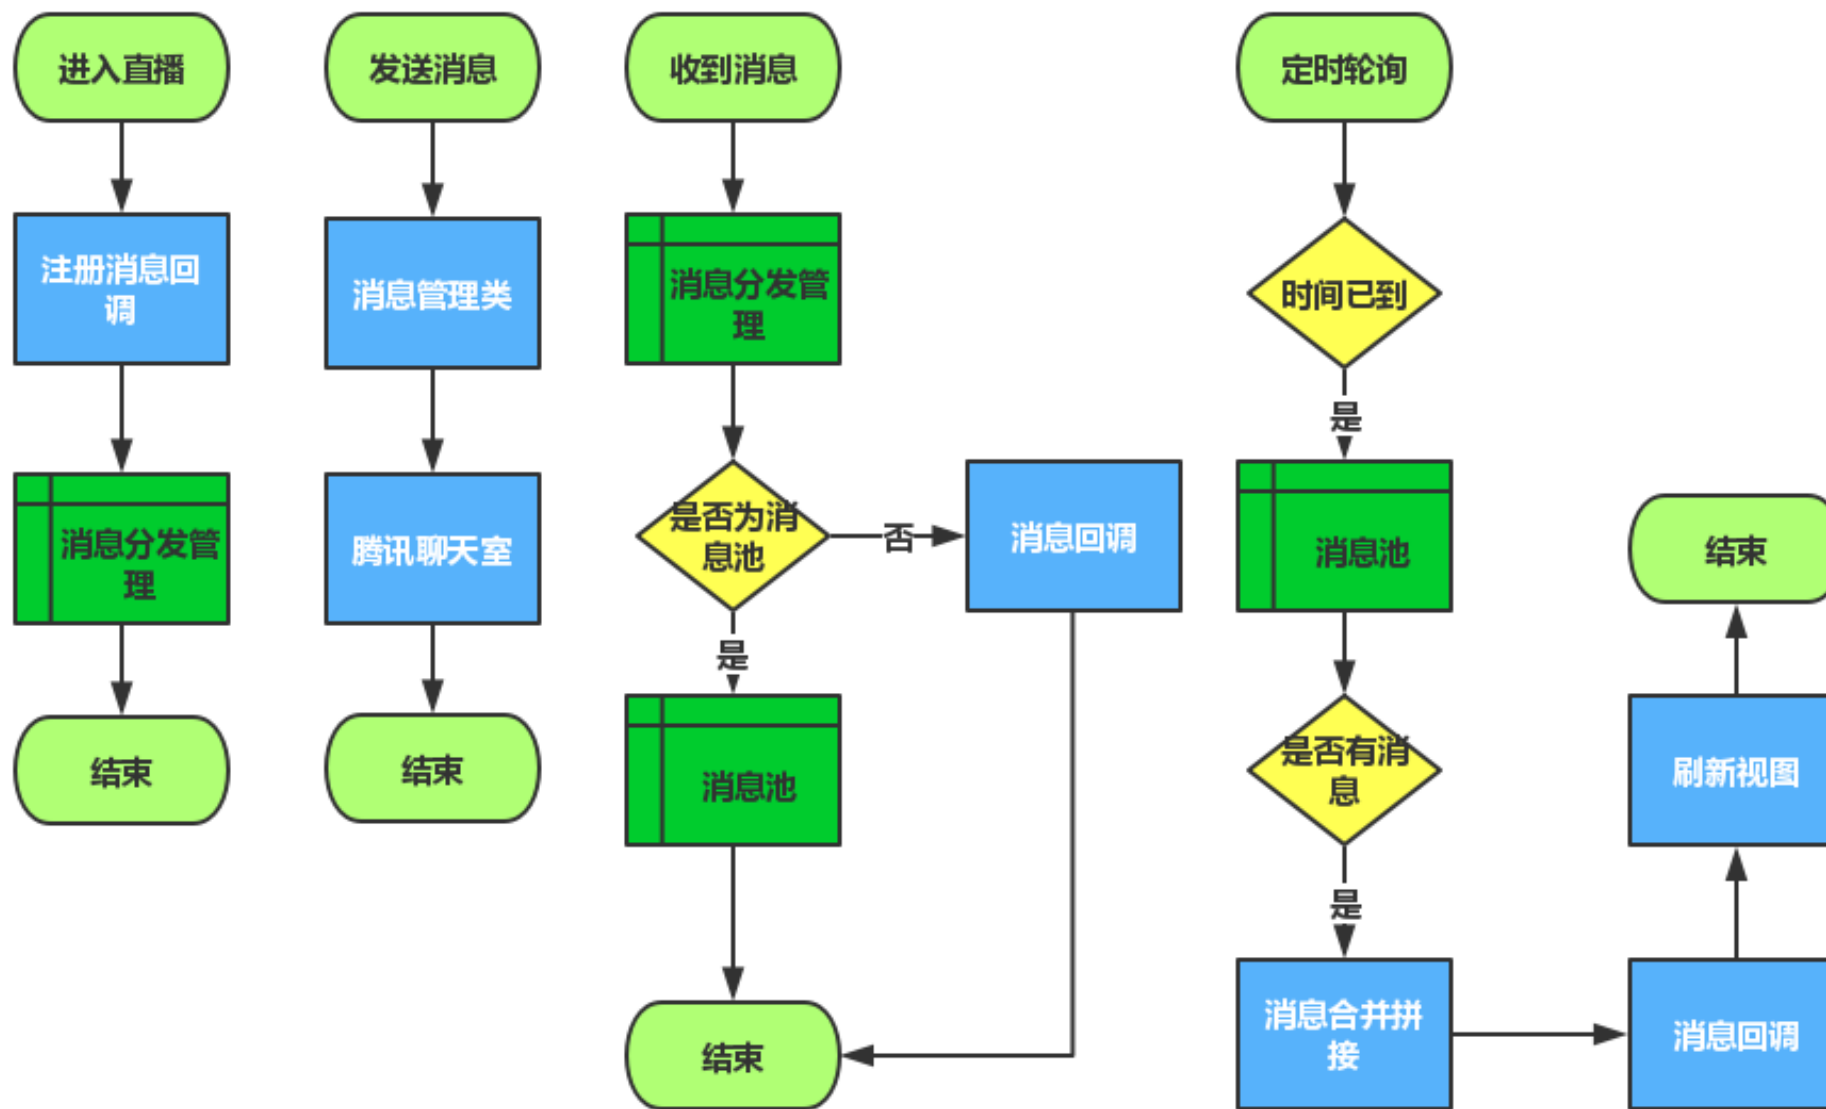 进入直播
注册消息回
调
消息分发管
理
结束
发送消息
消息管理类
腾讯聊天室
结束
收到消息
消息分发管
理
是否为消
息池
否
消息回调
是
消息池
结束
定时轮询
时间已到
是
消息池
是否有消
息
是
消息合并拼
接
消息回调
刷新视图
结束